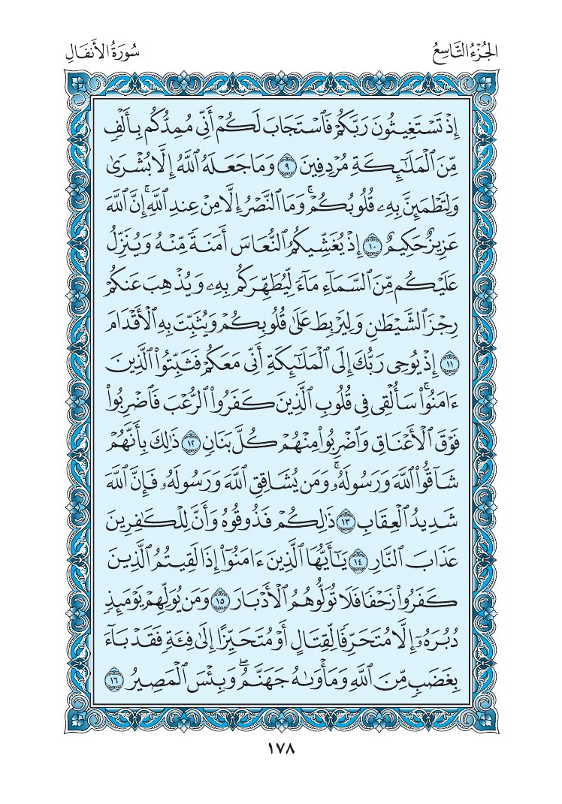 الجُزْءُ التَّاسِعُ
سُورَةُ الأَنفَالِ
إِذْ تَسْتَغِيثُونَ رَبَّكُمْ فَٱسْتَجَابَ لَكُمْ أَنِّي مُمِدُّكُم بِأَلْفٍ
مِّنَ ٱلْمَلَٰٓئِكَةِ مُرْدِفِينَ ٩ وَمَا جَعَلَهُ ٱللَّهُ إِلَّا بُشْرَىٰ
وَلِتَطْمَئِنَّ بِهِۦ قُلُوبُكُمْۚ وَمَا ٱلنَّصْرُ إِلَّا مِنْ عِندِ ٱللَّهِۚ إِنَّ ٱللَّهَ
عَزِيزٌ حَكِيمٌ ١٠ إِذْ يُغَشِّيكُمُ ٱلنُّعَاسَ أَمَنَةً مِّنْهُ وَيُنَزِّلُ
عَلَيْكُم مِّنَ ٱلسَّمَآءِ مَآءً لِّيُطَهِّرَكُم بِهِۦ وَيُذْهِبَ عَنكُمْ
رِجْزَ ٱلشَّيْطَٰنِ وَلِيَرْبِطَ عَلَىٰ قُلُوبِكُمْ وَيُثَبِّتَ بِهِ ٱلْأَقْدَامَ
١١ إِذْ يُوحِي رَبُّكَ إِلَى ٱلْمَلَٰٓئِكَةِ أَنِّي مَعَكُمْ فَثَبِّتُوا۟ ٱلَّذِينَ
ءَامَنُوا۟ۚ سَأُلْقِي فِي قُلُوبِ ٱلَّذِينَ كَفَرُوا۟ ٱلرُّعْبَ فَٱضْرِبُوا۟
فَوْقَ ٱلْأَعْنَاقِ وَٱضْرِبُوا۟ مِنْهُمْ كُلَّ بَنَانٍ ١٢ ذَٰلِكَ بِأَنَّهُمْ
شَآقُّوا۟ ٱللَّهَ وَرَسُولَهُۥۚ وَمَن يُشَاقِقِ ٱللَّهَ وَرَسُولَهُۥ فَإِنَّ ٱللَّهَ
شَدِيدُ ٱلْعِقَابِ ١٣ ذَٰلِكُمْ فَذُوقُوهُ وَأَنَّ لِلْكَٰفِرِينَ
عَذَابَ ٱلنَّارِ ١٤ يَٰٓأَيُّهَا ٱلَّذِينَ ءَامَنُوٓا۟ إِذَا لَقِيتُمُ ٱلَّذِينَ
كَفَرُوا۟ زَحْفًا فَلَا تُوَلُّوهُمُ ٱلْأَدْبَارَ ١٥ وَمَن يُوَلِّهِمْ يَوْمَئِذٍ
دُبُرَهُۥٓ إِلَّا مُتَحَرِّفًا لِّقِتَالٍ أَوْ مُتَحَيِّزًا إِلَىٰ فِئَةٍ فَقَدْ بَآءَ
بِغَضَبٍ مِّنَ ٱللَّهِ وَمَأْوَىٰهُ جَهَنَّمُۖ وَبِئْسَ ٱلْمَصِيرُ ١٦
١٧٨